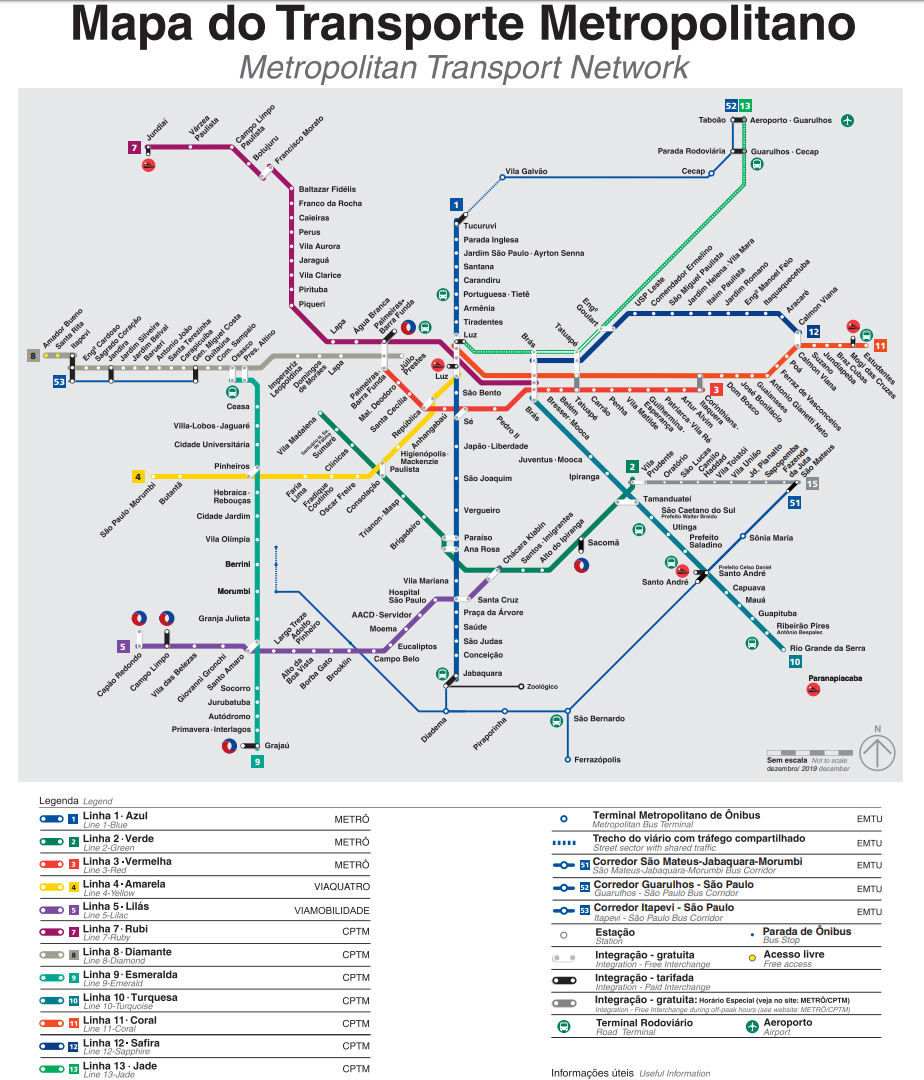 Mapa do Transporte Metropolitano
Metropolitan Transport Network
52 13
Taboão
Aeroporto · Guarulhos
Parada Rodoviária
Guarulhos · Cecap
Cecap
Vila Galvão
7
Jundiaí
Várzea
Paulista
Campo Limpo
Paulista
Botujuru
Francisco Morato
Baltazar Fidélis
Franco da Rocha
Caieiras
Perus
Vila Aurora
Jaraguá
Vila Clarice
Pirituba
Piqueri
Lapa
Água Branca
Palmeiras-
Barra Funda
1
Tucuruvi
Parada Inglesa
Jardim São Paulo · Ayrton Senna
Santana
Carandiru
Portuguesa · Tietê
Armênia
Tiradentes
Luz
Luz
São Bento
Sé
Japão · Liberdade
São Joaquim
Vergueiro
Paraíso
Ana Rosa
Vila Mariana
Santa Cruz
Praça da Árvore
Saúde
São Judas
Conceição
Jabaquara
Zoológico
Brás
Tatuapé
Engº
Goulart
USP Leste
Comendador Ermelino
São Miguel Paulista
Jardim Helena · Vila Mara
Itaim Paulista
Jardim Romano
Engº Manoel Feio
Itaquaquecetuba
Aracaré
Calmon Viana
12
11
Estudantes
Mogi das Cruzes
Braz Cubas
Jundiapeba
Suzano
Calmon Viana
Poá
Ferraz de Vasconcelos
Antonio Gianetti Neto
Guaianases
José Bonifácio
Dom Bosco
3
Corinthians-
Itaquera
Artur Alvim
Patriarca · Vila Ré
Guilhermina-
Esperança
Vila Matilde
Penha
Carrão
Tatuapé
Belém
Bresser · Mooca
Brás
Pedro II
Anhangabaú
República
Santa Cecília
Mal. Deodoro
Palmeiras-
Barra Funda
Júlio
Prestes
8
Amador Bueno
Santa Rita
Itapevi
53
Engº Cardoso
Sagrado Coração
Jandira
Jardim Silveira
Jardim Belval
Barueri
Antonio João
Santa Terezinha
Carapicuíba
Gen. Miguel Costa
Quitaúna
Com. Sampaio
Osasco
Pres. Altino
Imperatriz
Leopoldina
Domingos
de Moraes
Lapa
Ceasa
Villa-Lobos · Jaguaré
Cidade Universitária
Pinheiros
Hebraica ·
Rebouças
Cidade Jardim
Vila Olímpia
Berrini
Morumbi
Granja Julieta
Santo Amaro
Socorro
Jurubatuba
Autódromo
Primavera · Interlagos
Grajaú
9
4
São Paulo · Morumbi
Butantã
Faria
Lima
Fradique
Coutinho
Oscar Freire
Higienópolis-
Mackenzie
Paulista
Vila Madalena
Sumaré
Clínicas
Consolação
Trianon · Masp
Brigadeiro
Chácara Klabin
Santos · Imigrantes
Alto do Ipiranga
Sacomã
Tamanduateí
2
Vila
Prudente
Oratório
São Lucas
Camilo
Haddad
Vila Tolstói
Vila União
Jd. Planalto
Sapopemba
Fazenda
da Juta
São Mateus
15
51
Juventus · Mooca
Ipiranga
São Caetano do Sul
Prefeito Walter Braido
Utinga
Prefeito
Saladino
Prefeito Celso Daniel
Santo André
Santo André
Sônia Maria
Capuava
Mauá
Guapituba
Ribeirão Pires
Antônio Bespalec
Rio Grande da Serra
10
Paranapiacaba
5
Capão Redondo
Campo Limpo
Vila das Belezas
Giovanni Gronchi
Largo Treze
Adolfo
Pinheiro
Alto da
Boa Vista
Borba Gato
Brooklin
Campo Belo
Eucaliptos
Moema
AACD · Servidor
Hospital
São Paulo
Diadema
Piraporinha
São Bernardo
Ferrazópolis
N
Sem escala Not to scale
dezembro/ 2019 december
Legenda Legend
1 Linha 1 · Azul METRÔ
Line 1-Blue
2 Linha 2 · Verde METRÔ
Line 2-Green
3 Linha 3 · Vermelha METRÔ
Line 3-Red
4 Linha 4 · Amarela VIAQUATRO
Line 4-Yellow
5 Linha 5 · Lilás VIAMOBILIDADE
Line 5-Lilac
7 Linha 7 · Rubi CPTM
Line 7-Ruby
8 Linha 8 · Diamante CPTM
Line 8-Diamond
9 Linha 9 · Esmeralda CPTM
Line 9-Emerald
10 Linha 10 · Turquesa CPTM
Line 10-Turquoise
11 Linha 11 · Coral CPTM
Line 11-Coral
12 Linha 12 · Safira CPTM
Line 12-Sapphire
13 Linha 13 · Jade CPTM
Line 13-Jade
Terminal Metropolitano de Ônibus EMTU
Metropolitan Bus Terminal
Trecho do viário com tráfego compartilhado EMTU
Street sector with shared traffic
51 Corredor São Mateus-Jabaquara-Morumbi EMTU
São Mateus-Jabaquara-Morumbi Bus Corridor
52 Corredor Guarulhos - São Paulo EMTU
Guarulhos - São Paulo Bus Corridor
53 Corredor Itapevi - São Paulo EMTU
Itapevi - São Paulo Bus Corridor
Estação Parada de Ônibus
Station Bus Stop
Integração - gratuita Acesso livre
Integration - Free Interchange Free access
Integração - tarifada
Integration - Paid Interchange
Integração - gratuita: Horário Especial (veja no site: METRÔ/CPTM)
Integration - Free Interchange during off-peak hours (see website: METRÔ/CPTM)
Terminal Rodoviário Aeroporto
Road Terminal Airport
Informações úteis Useful Information